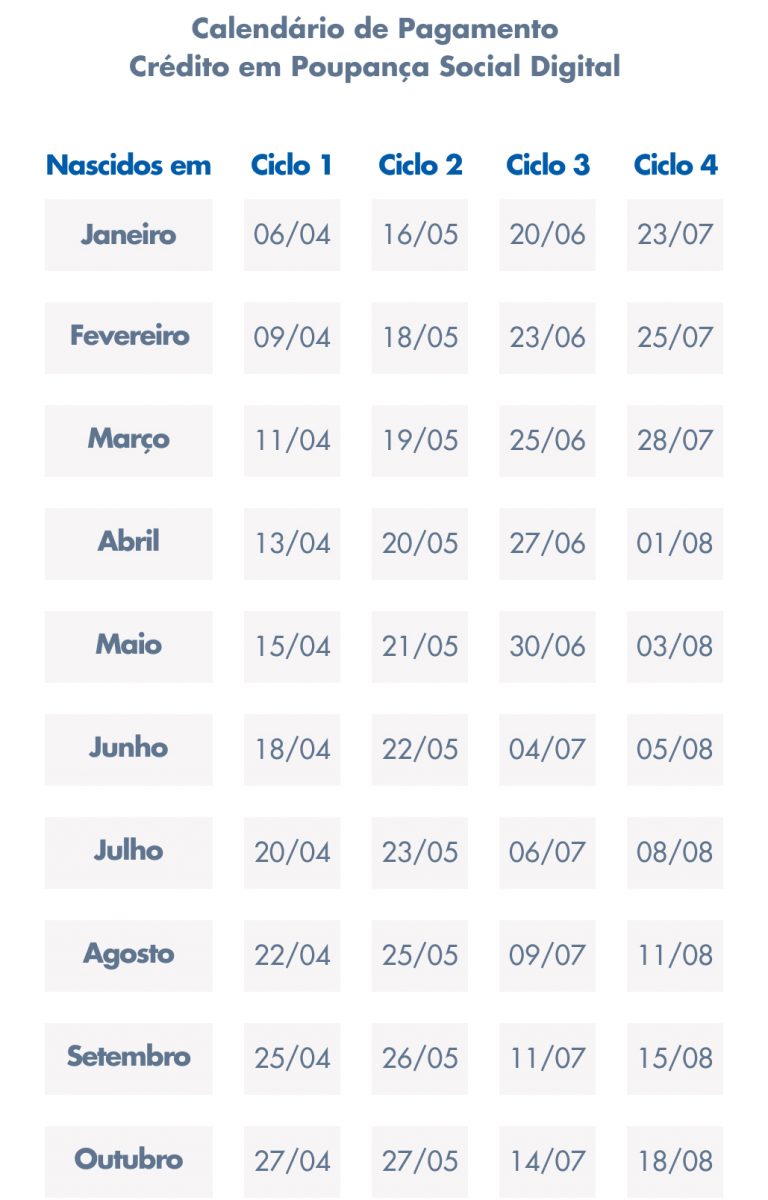 Calendário de Pagamento
Crédito em Poupança Social Digital
Nascidos em Ciclo 1 Ciclo 2 Ciclo 3 Ciclo 4
Janeiro 06/04 16/05 20/06 23/07
Fevereiro 09/04 18/05 23/06 25/07
Março 11/04 19/05 25/06 28/07
Abril 13/04 20/05 27/06 01/08
Maio 15/04 21/05 30/06 03/08
Junho 18/04 22/05 04/07 05/08
Julho 20/04 23/05 06/07 08/08
Agosto 22/04 25/05 09/07 11/08
Setembro 25/04 26/05 11/07 15/08
Outubro 27/04 27/05 14/07 18/08